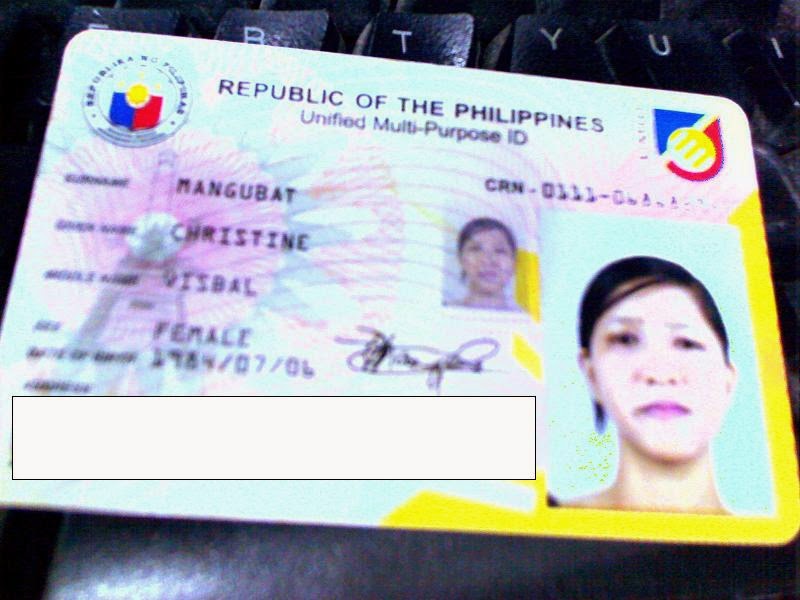 R T Y U I
REPUBLIKA NG PILIPINAS
REPUBLIC OF THE PHILIPPINES
Unified Multi-Purpose ID
CRN - 0111-
SURNAME MANGUBAT
GIVEN NAME CHRISTINE
MIDDLE NAME VISBAL
SEX FEMALE
DATE OF BIRTH 1984/07/06
ADDRESS